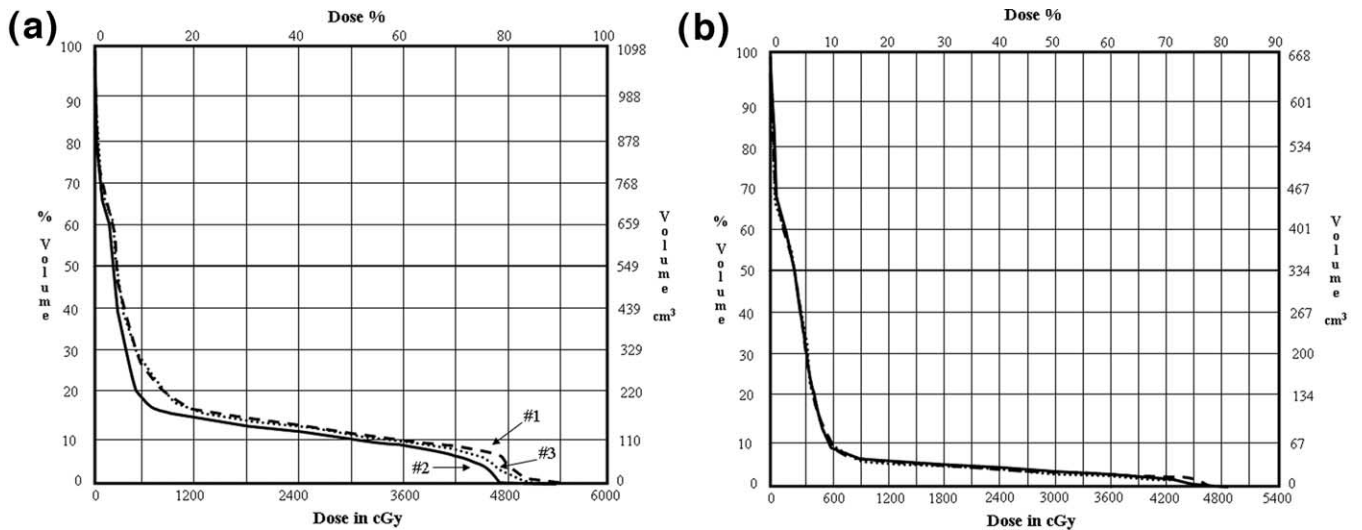 (a)
Dose %
0 20 40 60 80 100
100 1098
90 988
80 878
70 768
60 659
50 549
40 439
30 329
20 220
10 110
0 0
% Volume
Volume cm³
#1
#2
#3
0 1200 2400 3600 4800 6000
Dose in cGy
(b)
Dose %
0 10 20 30 40 50 60 70 80 90
100 668
90 601
80 534
70 467
60 401
50 334
40 267
30 200
20 134
10 67
0 0
% Volume
Volume cm³
0 600 1200 1800 2400 3000 3600 4200 4800 5400
Dose in cGy